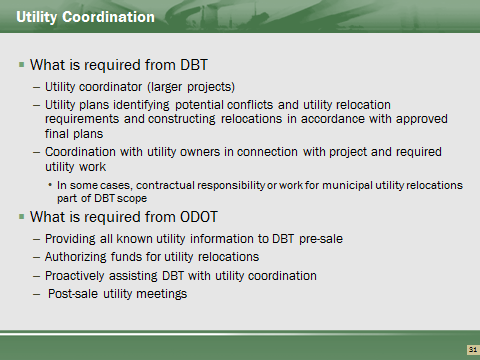 Utility Coordination
▪ What is required from DBT
– Utility coordinator (larger projects)
– Utility plans identifying potential conflicts and utility relocation
requirements and constructing relocations in accordance with approved
final plans
– Coordination with utility owners in connection with project and required
utility work
• In some cases, contractual responsibility or work for municipal utility relocations
part of DBT scope
▪ What is required from ODOT
– Providing all known utility information to DBT pre-sale
– Authorizing funds for utility relocations
– Proactively assisting DBT with utility coordination
– Post-sale utility meetings
31